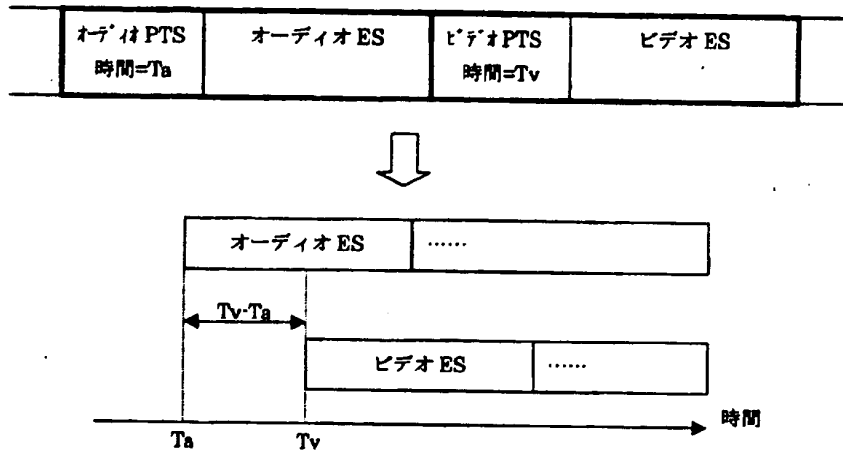 オーディオPTS
時間=Ta
オーディオES
ビデオPTS
時間=Tv
ビデオES
オーディオES
……
Tv-Ta
ビデオES
……
時間
Ta
Tv